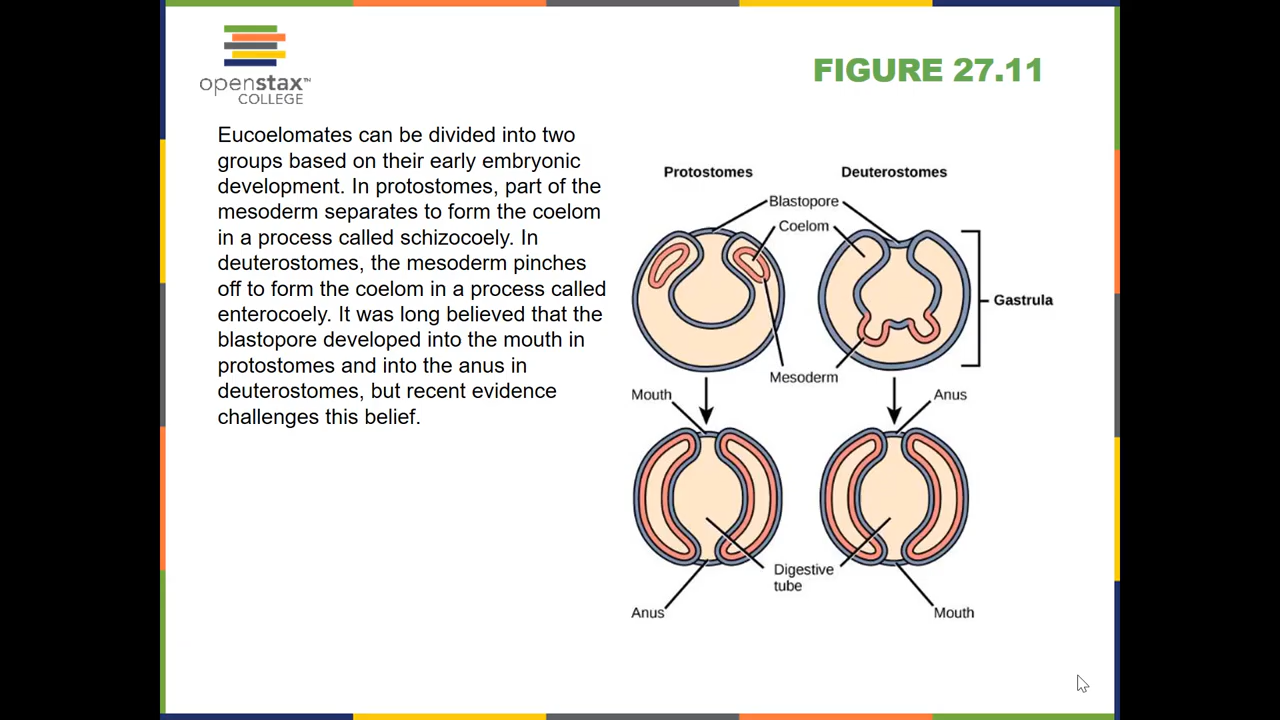 openstax™
COLLEGE
FIGURE 27.11
Eucoelomates can be divided into two
groups based on their early embryonic
development. In protostomes, part of the
mesoderm separates to form the coelom
in a process called schizocoely. In
deuterostomes, the mesoderm pinches
off to form the coelom in a process called
enterocoely. It was long believed that the
blastopore developed into the mouth in
protostomes and into the anus in
deuterostomes, but recent evidence
challenges this belief.
Protostomes
Deuterostomes
Blastopore
Coelom
Gastrula
Mesoderm
Mouth
Anus
Digestive
tube
Anus
Mouth